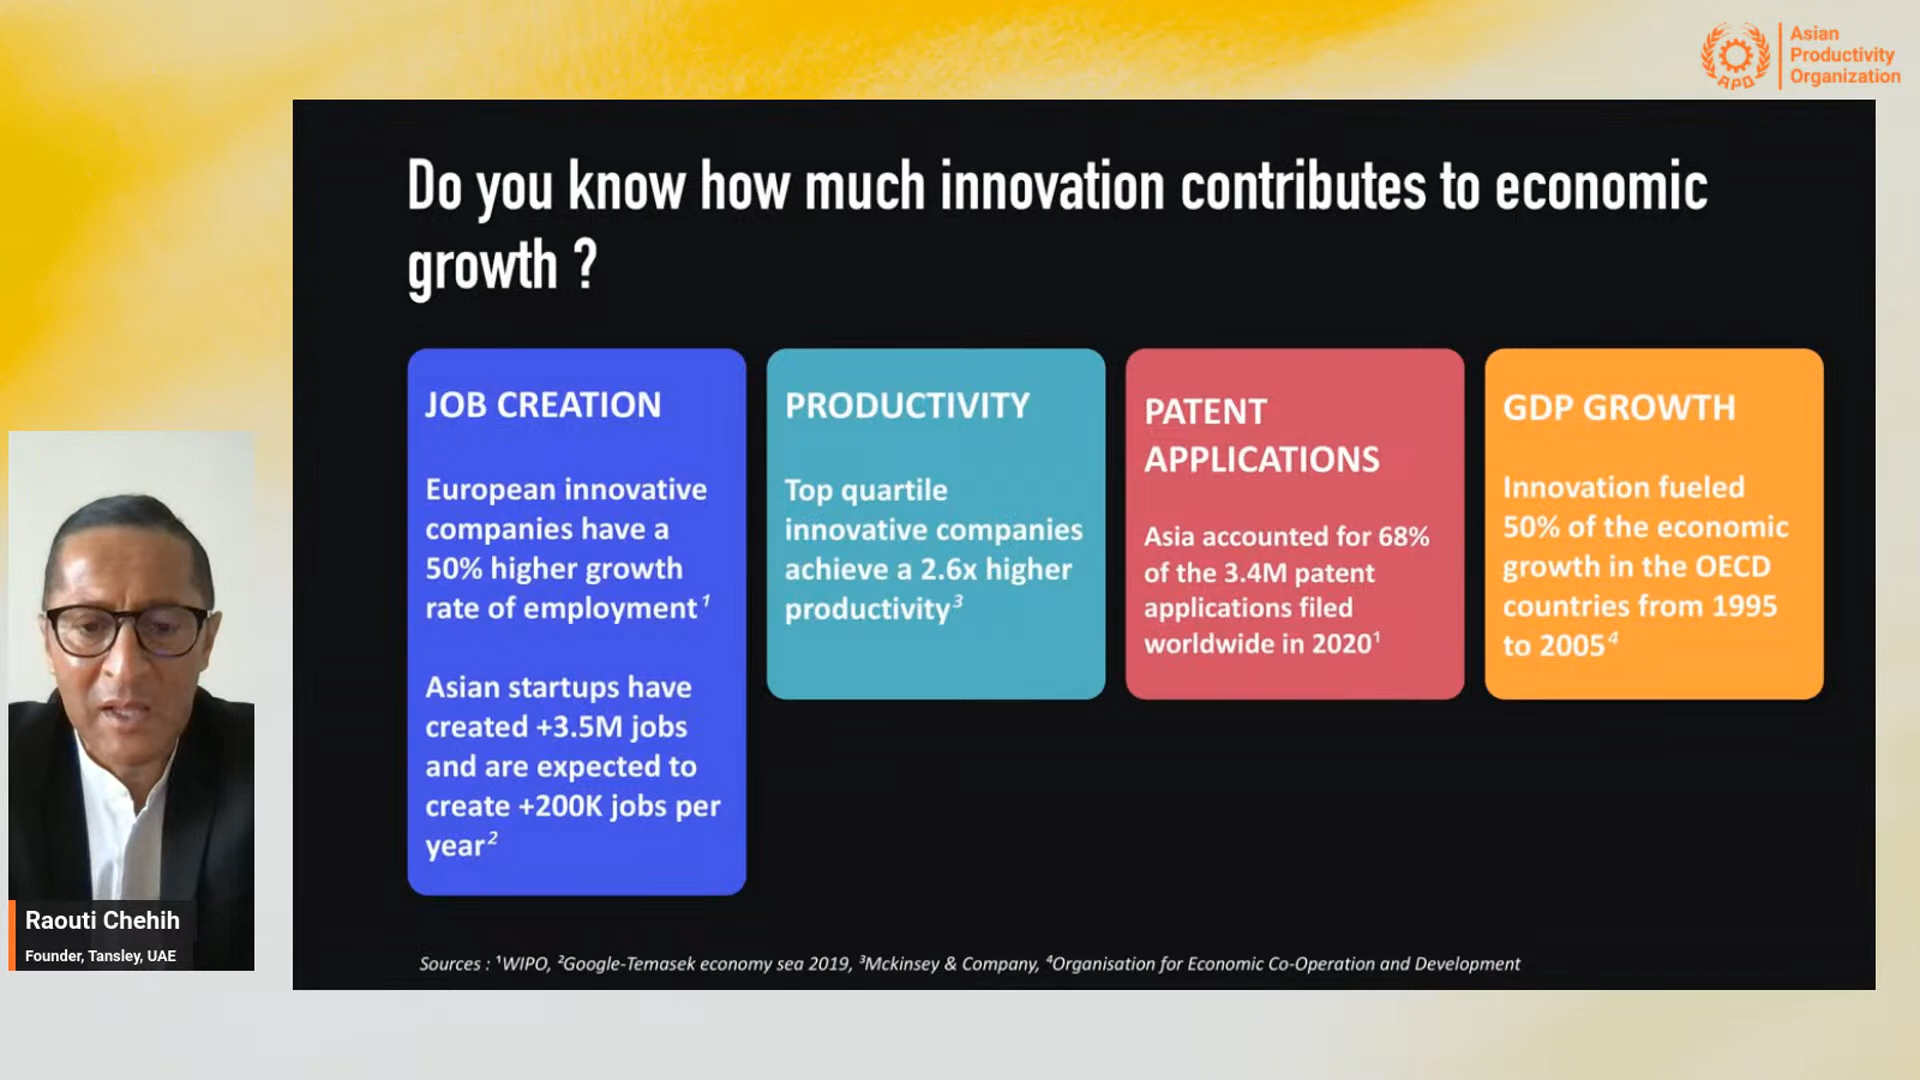 Asian
Productivity
Organization
APO
Do you know how much innovation contributes to economic
growth ?
JOB CREATION
European innovative
companies have a
50% higher growth
rate of employment¹
Asian startups have
created +3.5M jobs
and are expected to
create +200K jobs per
year²
PRODUCTIVITY
Top quartile
innovative companies
achieve a 2.6x higher
productivity³
PATENT
APPLICATIONS
Asia accounted for 68%
of the 3.4M patent
applications filed
worldwide in 2020¹
GDP GROWTH
Innovation fueled
50% of the economic
growth in the OECD
countries from 1995
to 2005⁴
Raouti Chehih
Founder, Tansley, UAE
Sources : ¹WIPO, ²Google-Temasek economy sea 2019, ³Mckinsey & Company, ⁴Organisation for Economic Co-Operation and Development